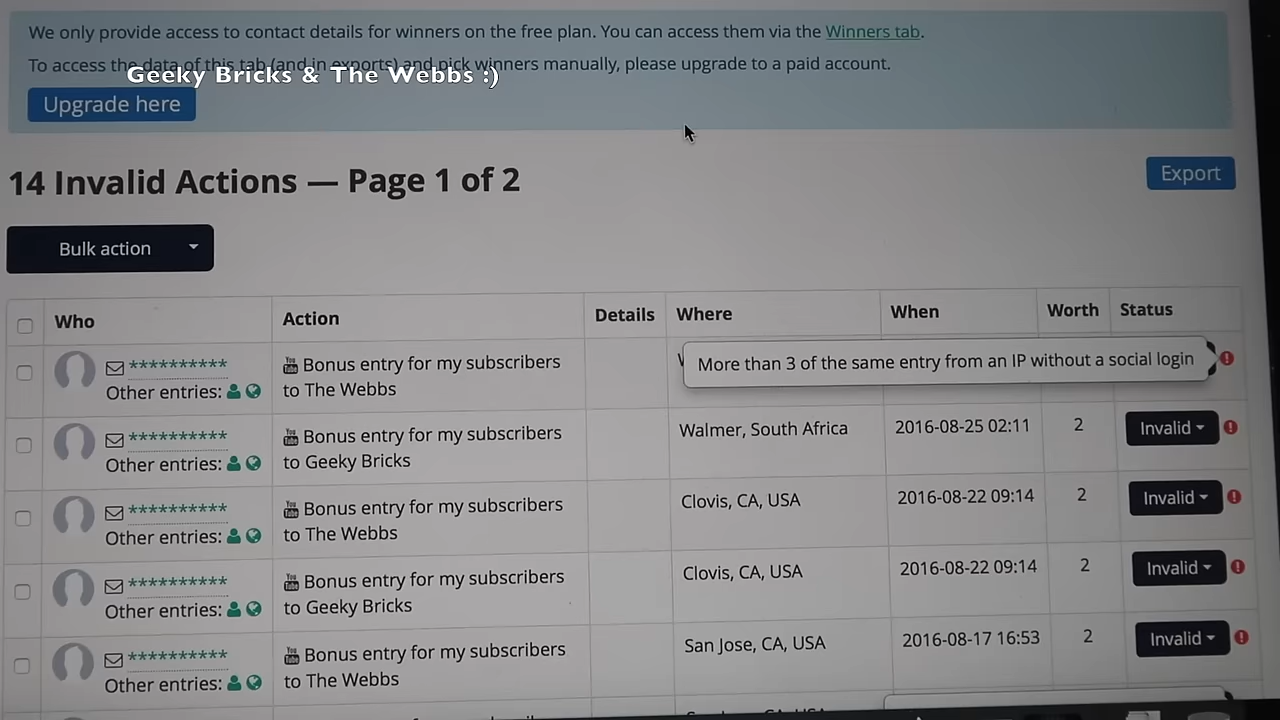 We only provide access to contact details for winners on the free plan. You can access them via the Winners tab.
To access the data of this tab (and in exports) and pick winners manually, please upgrade to a paid account.
Geeky Bricks & The Webbs :)
Upgrade here
14 Invalid Actions — Page 1 of 2
Export
Bulk action
Who Action Details Where When Worth Status
********** Bonus entry for my subscribers
Other entries: to The Webbs
More than 3 of the same entry from an IP without a social login
********** Bonus entry for my subscribers Walmer, South Africa 2016-08-25 02:11 2 Invalid
Other entries: to Geeky Bricks
********** Bonus entry for my subscribers Clovis, CA, USA 2016-08-22 09:14 2 Invalid
Other entries: to The Webbs
********** Bonus entry for my subscribers Clovis, CA, USA 2016-08-22 09:14 2 Invalid
Other entries: to Geeky Bricks
********** Bonus entry for my subscribers San Jose, CA, USA 2016-08-17 16:53 2 Invalid
Other entries: to The Webbs